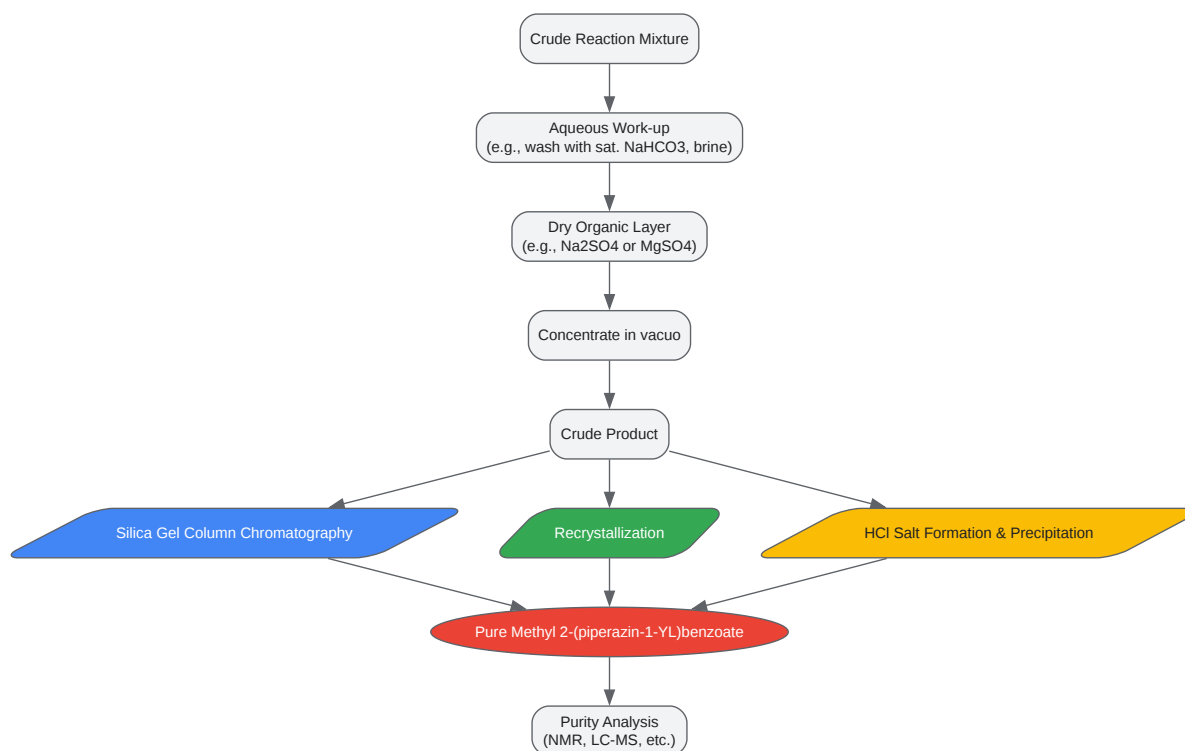 Crude Reaction Mixture
Aqueous Work-up
(e.g., wash with sat. NaHCO3, brine)
Dry Organic Layer
(e.g., Na2SO4 or MgSO4)
Concentrate in vacuo
Crude Product
Silica Gel Column Chromatography
Recrystallization
HCl Salt Formation & Precipitation
Pure Methyl 2-(piperazin-1-YL)benzoate
Purity Analysis
(NMR, LC-MS, etc.)